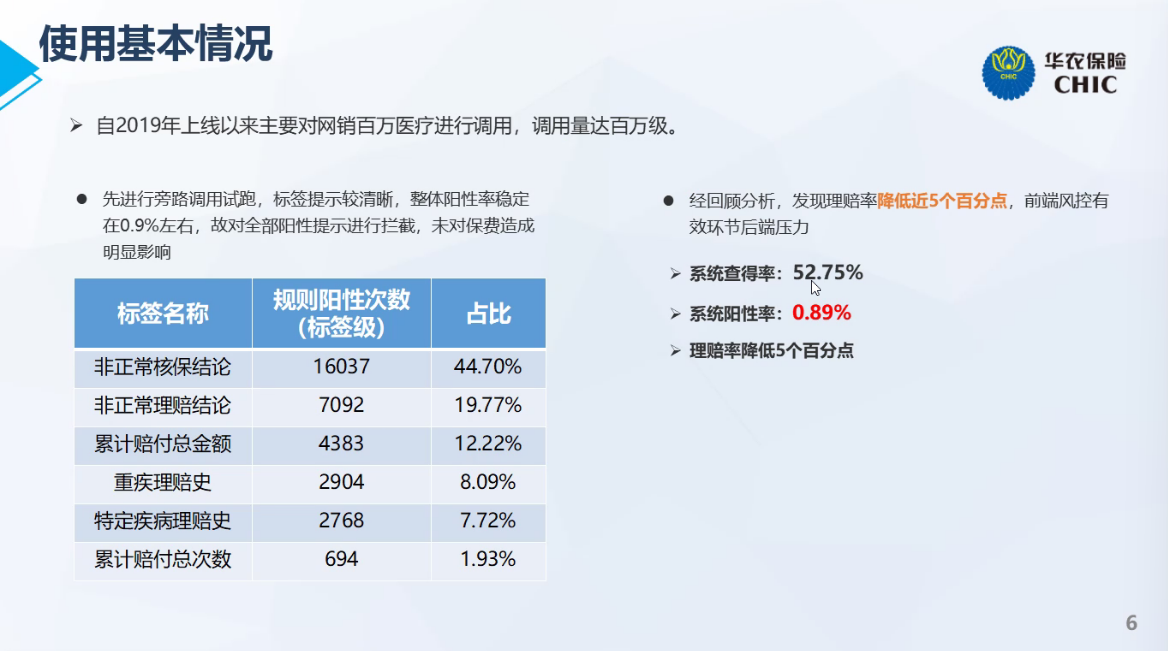 使用基本情况
华农保险
CHIC
CHIC
➢ 自2019年上线以来主要对网销百万医疗进行调用，调用量达百万级。
● 先进行旁路调用试跑，标签提示较清晰，整体阳性率稳定
在0.9%左右，故对全部阳性提示进行拦截，未对保费造成
明显影响
标签名称 规则阳性次数（标签级） 占比
非正常核保结论 16037 44.70%
非正常理赔结论 7092 19.77%
累计赔付总金额 4383 12.22%
重疾理赔史 2904 8.09%
特定疾病理赔史 2768 7.72%
累计赔付总次数 694 1.93%
● 经回顾分析，发现理赔率降低近5个百分点，前端风控有
效环节后端压力
➢ 系统查得率：52.75%
➢ 系统阳性率：0.89%
➢ 理赔率降低5个百分点
6